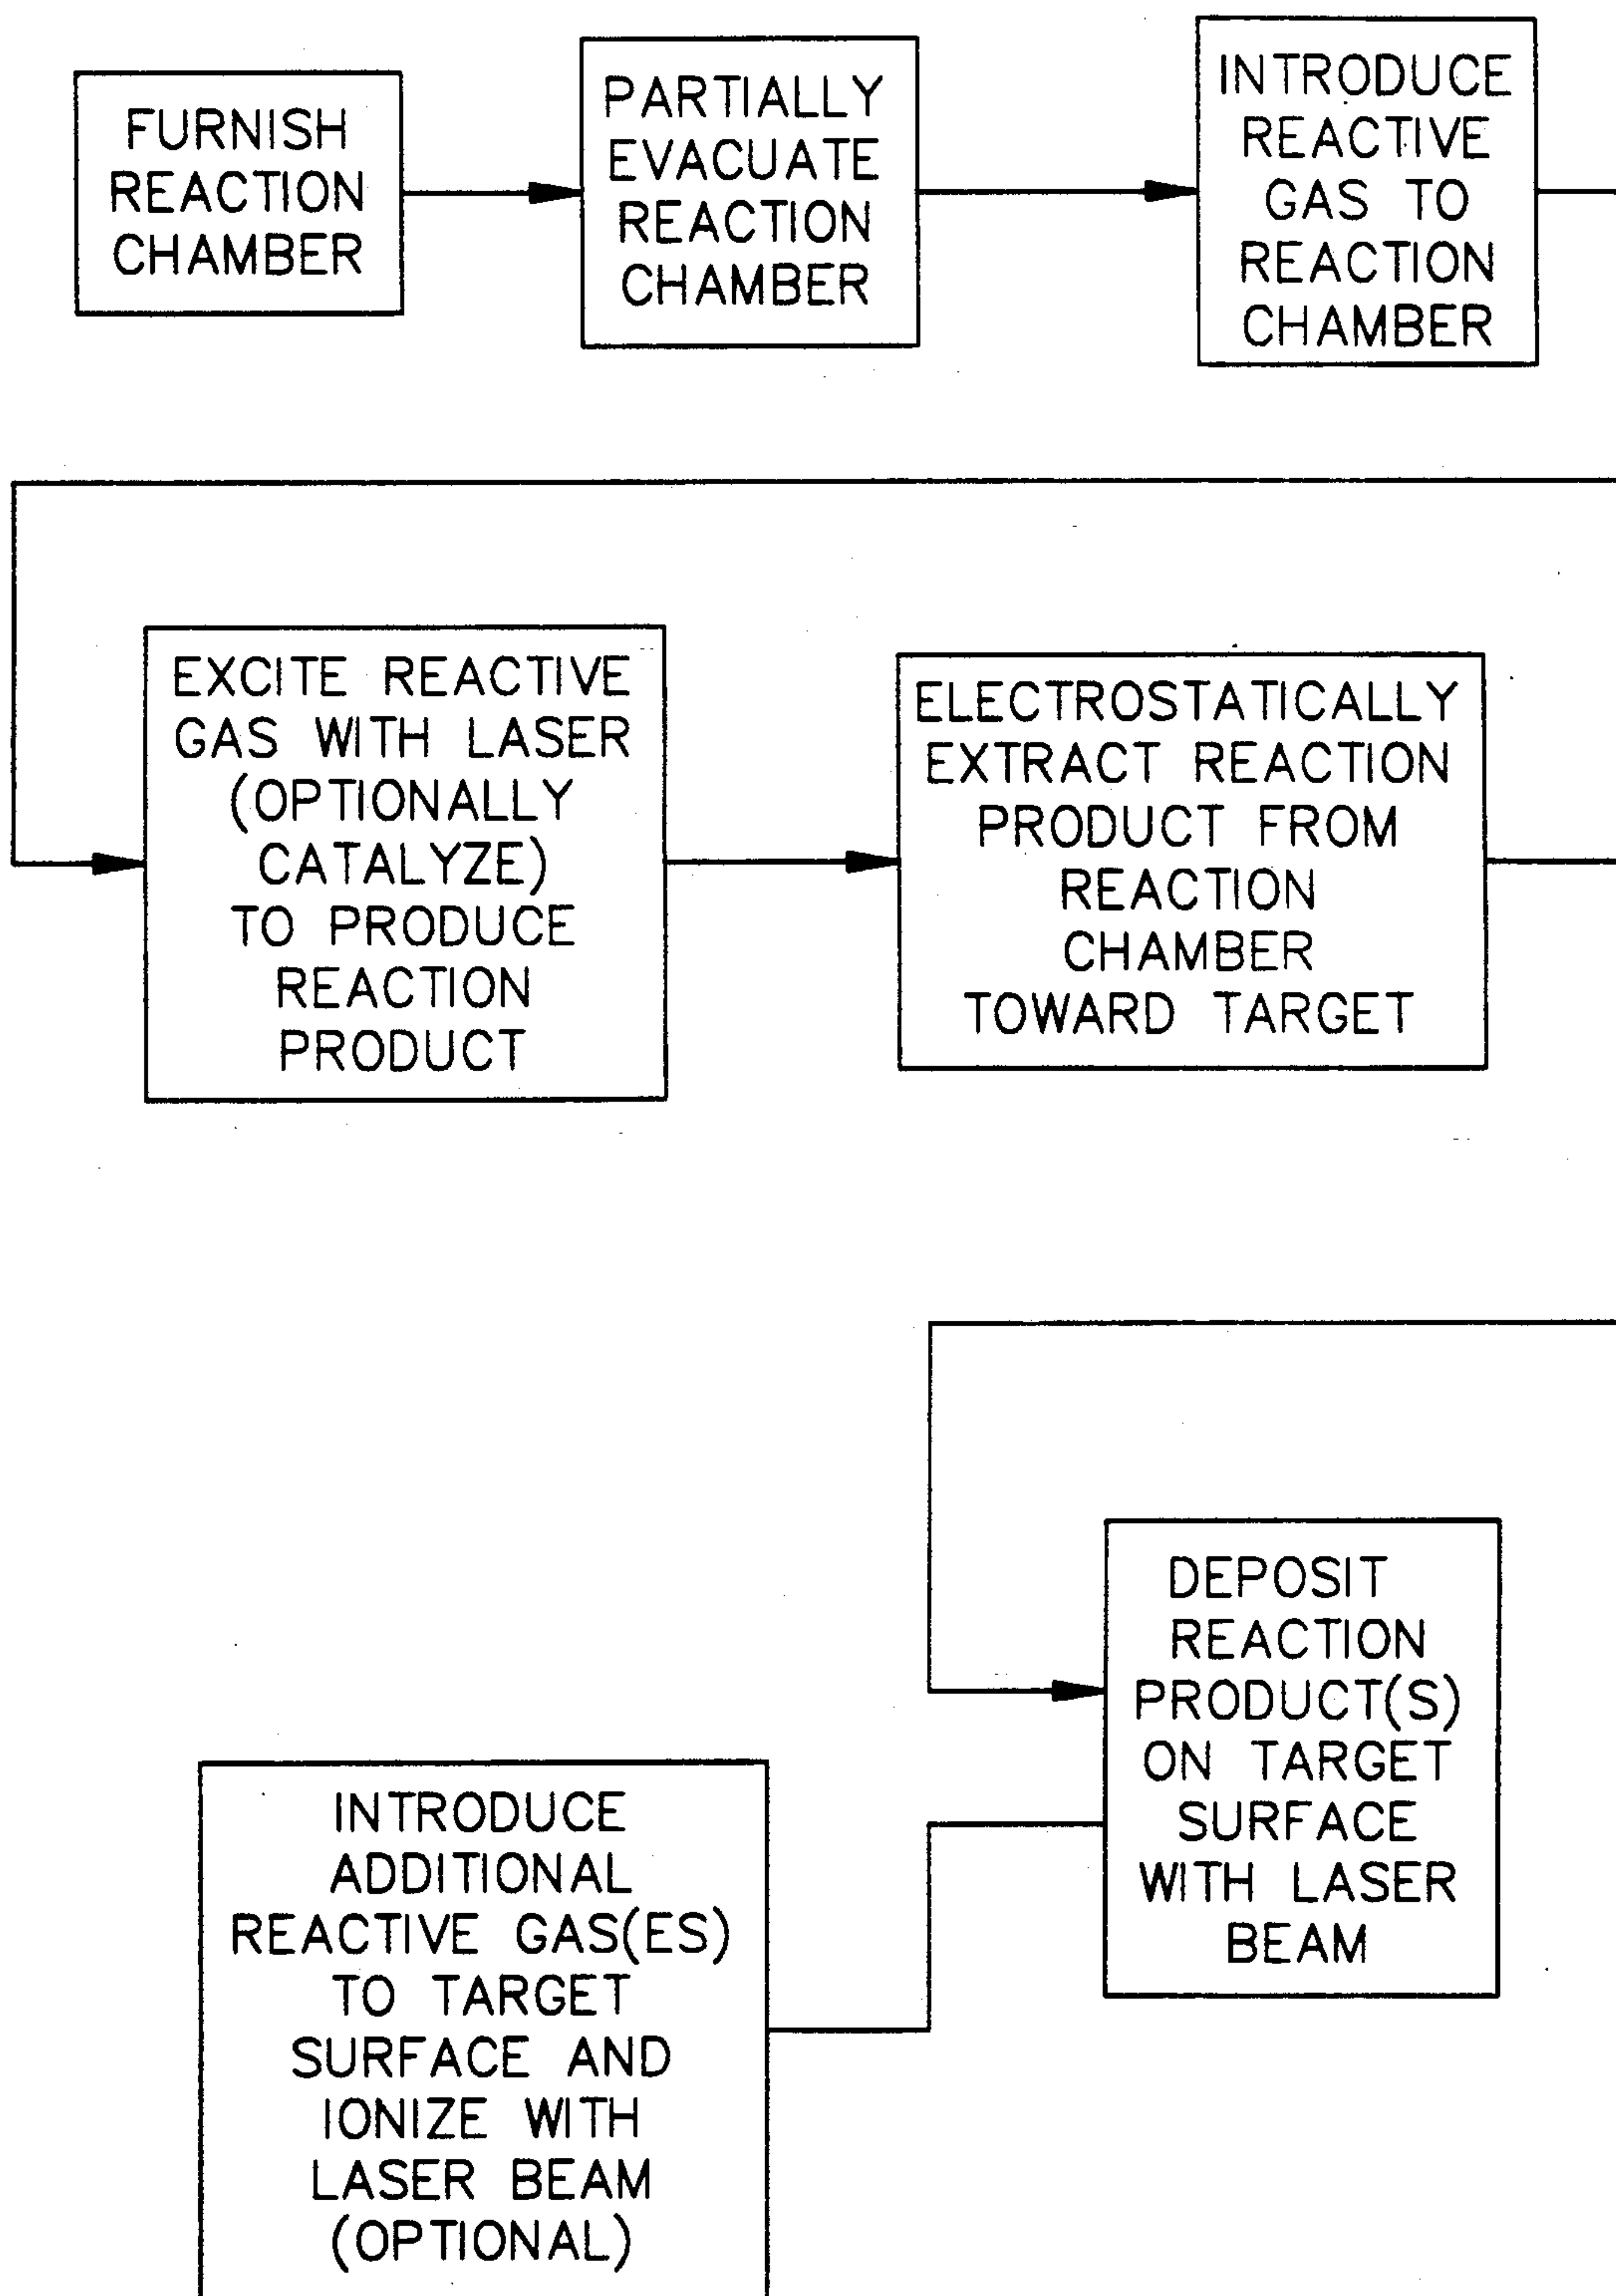 FURNISH
REACTION
CHAMBER
PARTIALLY
EVACUATE
REACTION
CHAMBER
INTRODUCE
REACTIVE
GAS TO
REACTION
CHAMBER
EXCITE REACTIVE
GAS WITH LASER
(OPTIONALLY
CATALYZE)
TO PRODUCE
REACTION
PRODUCT
ELECTROSTATICALLY
EXTRACT REACTION
PRODUCT FROM
REACTION
CHAMBER
TOWARD TARGET
DEPOSIT
REACTION
PRODUCT(S)
ON TARGET
SURFACE
WITH LASER
BEAM
INTRODUCE
ADDITIONAL
REACTIVE GAS(ES)
TO TARGET
SURFACE AND
IONIZE WITH
LASER BEAM
(OPTIONAL)